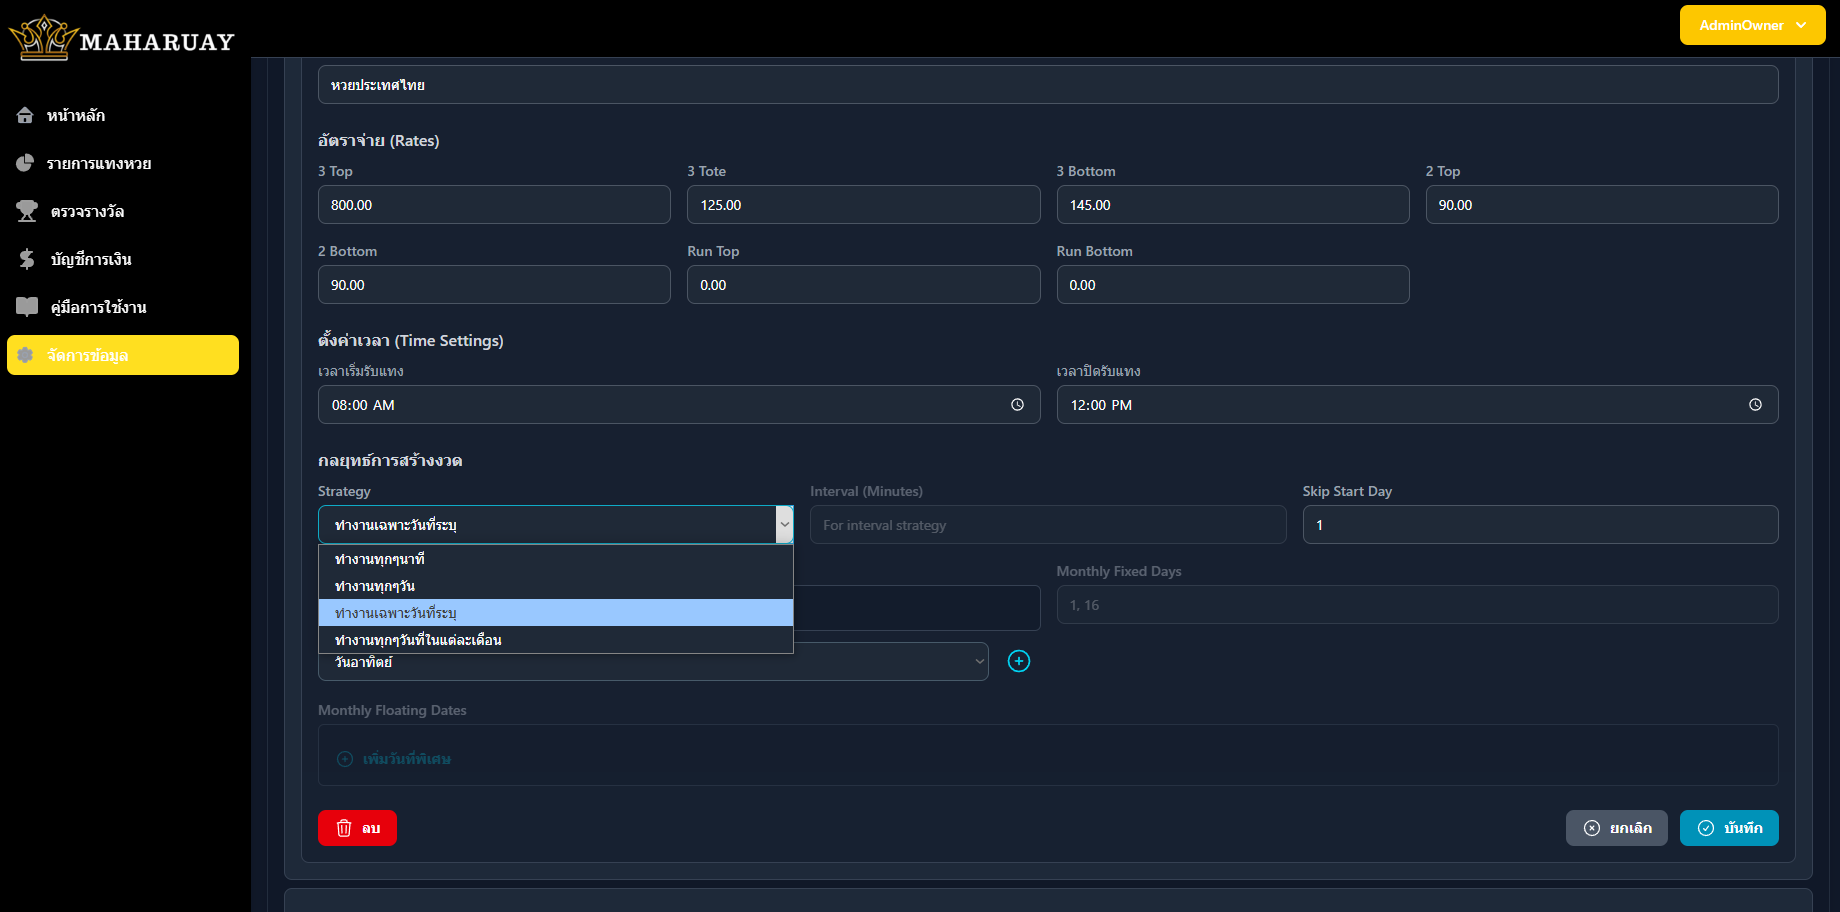 MAHARUAY
AdminOwner
หน้าหลัก
รายการแทงหวย
ตรวจรางวัล
บัญชีการเงิน
คู่มือการใช้งาน
จัดการข้อมูล
หวยประเทศไทย
อัตราจ่าย (Rates)
3 Top
3 Tote
3 Bottom
2 Top
800.00
125.00
145.00
90.00
2 Bottom
Run Top
Run Bottom
90.00
0.00
0.00
ตั้งค่าเวลา (Time Settings)
เวลาเริ่มรับแทง
เวลาปิดรับแทง
08:00 AM
12:00 PM
กลยุทธ์การสร้างงวด
Strategy
Interval (Minutes)
Skip Start Day
ทำงานเฉพาะวันที่ระบุ
For interval strategy
1
ทำงานทุกๆนาที
ทำงานทุกๆวัน
ทำงานเฉพาะวันที่ระบุ
ทำงานทุกๆวันที่ในแต่ละเดือน
Monthly Fixed Days
1, 16
วันอาทิตย์
Monthly Floating Dates
เพิ่มวันที่พิเศษ
ลบ
ยกเลิก
บันทึก